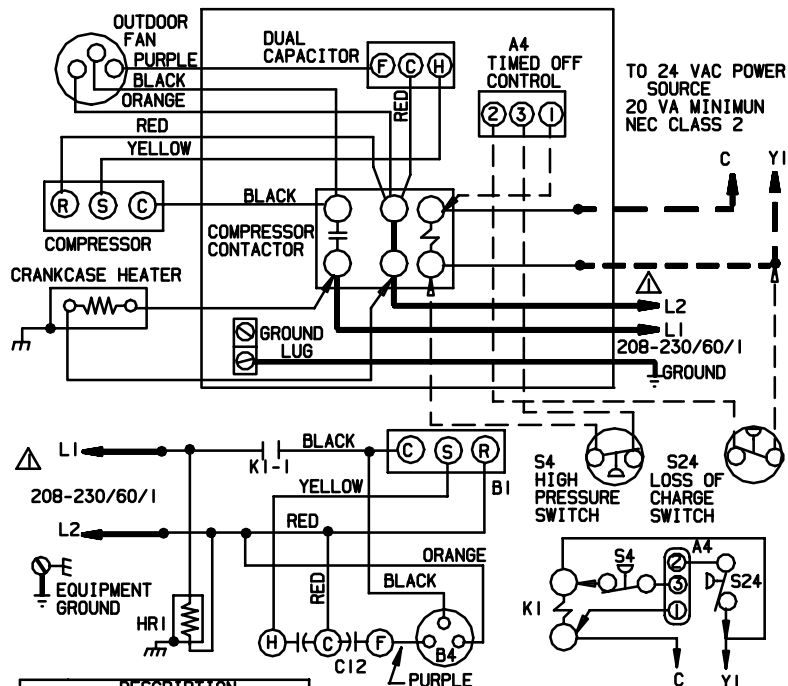 OUTDOOR
FAN
PURPLE
BLACK
ORANGE
RED
YELLOW
DUAL
CAPACITOR
F C H
RED
A4
TIMED OFF
CONTROL
2 3 1
TO 24 VAC POWER
SOURCE
20 VA MINIMUN
NEC CLASS 2
C Y1
R S C
COMPRESSOR
BLACK
COMPRESSOR
CONTACTOR
CRANKCASE HEATER
GROUND
LUG
L2
L1
208-230/60/1
GROUND
S4
HIGH
PRESSURE
SWITCH
S24
LOSS OF
CHARGE
SWITCH
L1
K1-1
BLACK
C S R
B1
208-230/60/1
YELLOW
L2
RED
ORANGE
EQUIPMENT
GROUND
HR1
RED
BLACK
H C F
C12
B4
PURPLE
S4
A4
2
3
1
S24
K1
C Y1
DESCRIPTION